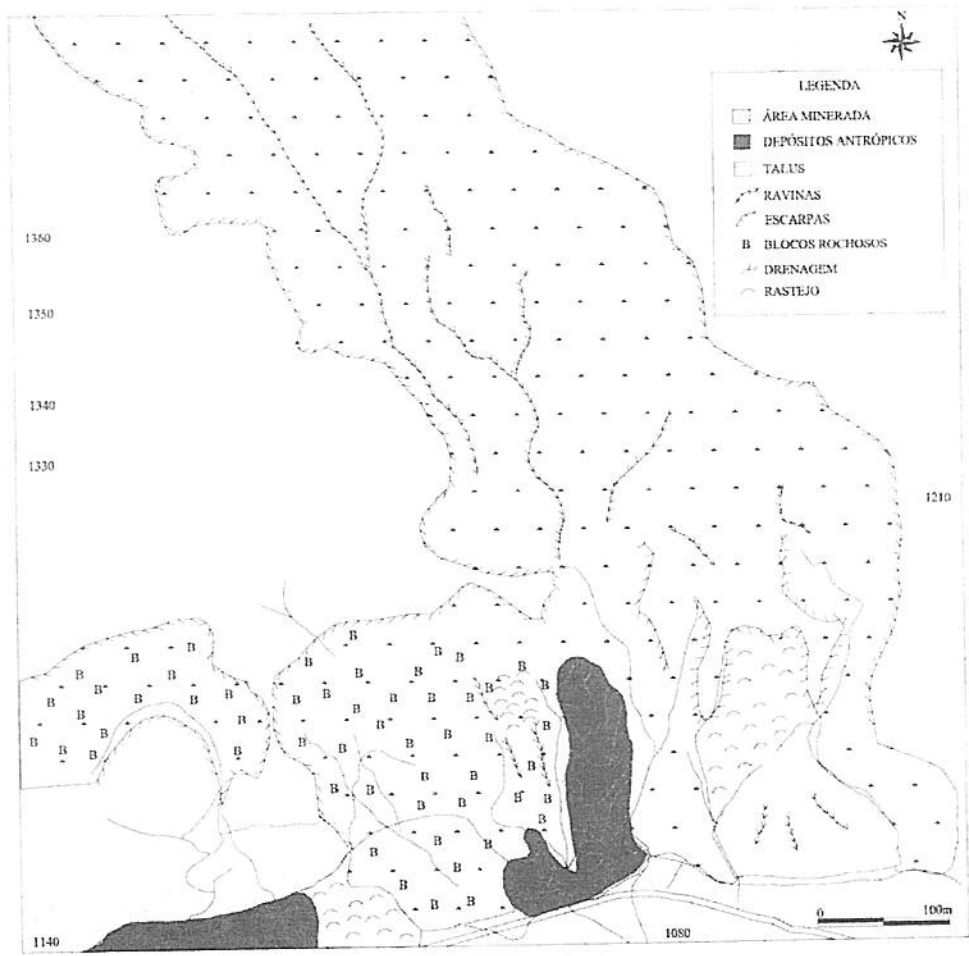 N
LEGENDA
ÁREA MINERADA
DEPÓSITOS ANTRÓPICOS
TALUS
RAVINAS
ESCARPAS
B BLOCOS ROCHOSOS
DRENAGEM
RASTEJO
1360
1350
1340
1330
1210
B
B B B B B B
B B B
B B B B
B B B B B B B B
B B
B B B B B
B B B
B B B B B B
B B B B
B B B B B B B
B
B B B
B B B
B B
B B B
0 100m
1140
1080